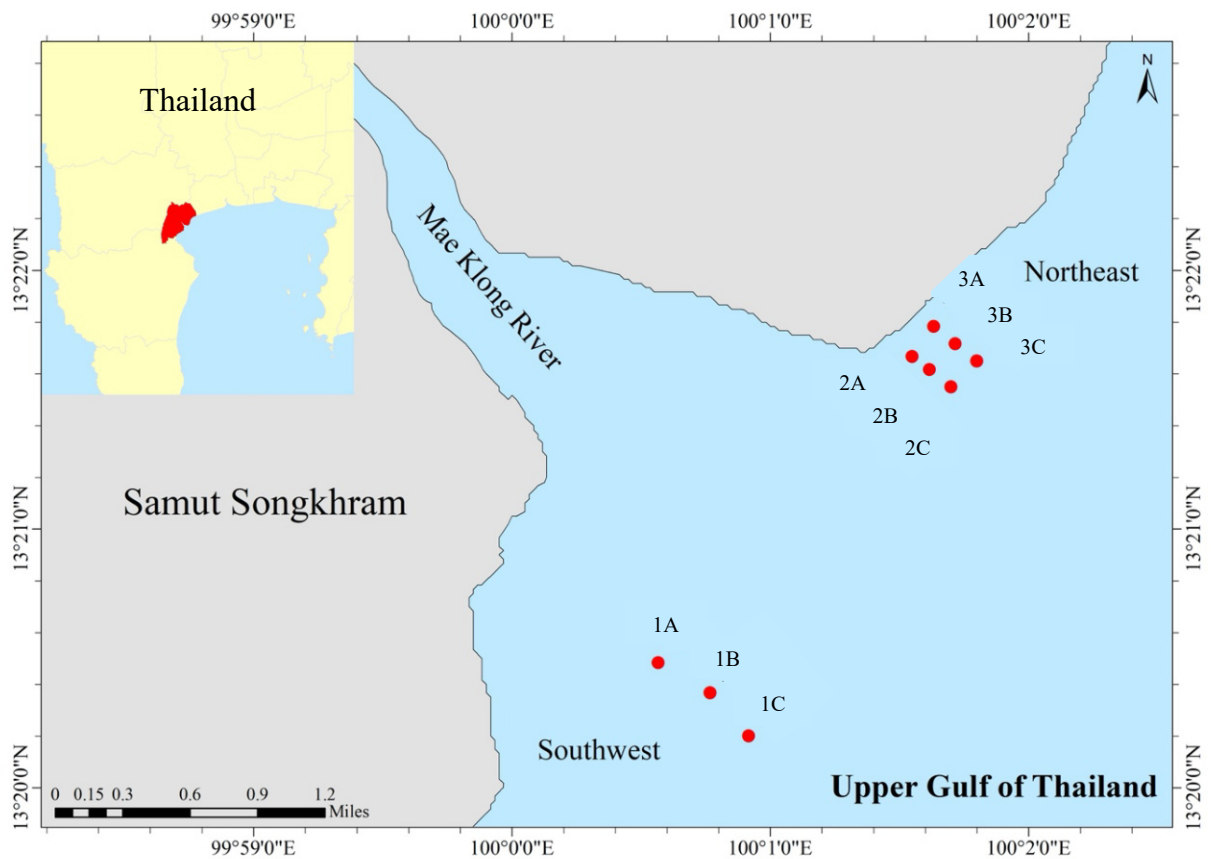 99°59'0"E 100°0'0"E 100°1'0"E 100°2'0"E
Thailand
N
Mae Klong River
13°22'0"N
13°22'0"N
3A
Northeast
3B
3C
2A
2B
2C
Samut Songkhram
13°21'0"N
13°21'0"N
1A
1B
1C
Southwest
Upper Gulf of Thailand
13°20'0"N
13°20'0"N
0 0.15 0.3 0.6 0.9 1.2
Miles
99°59'0"E 100°0'0"E 100°1'0"E 100°2'0"E